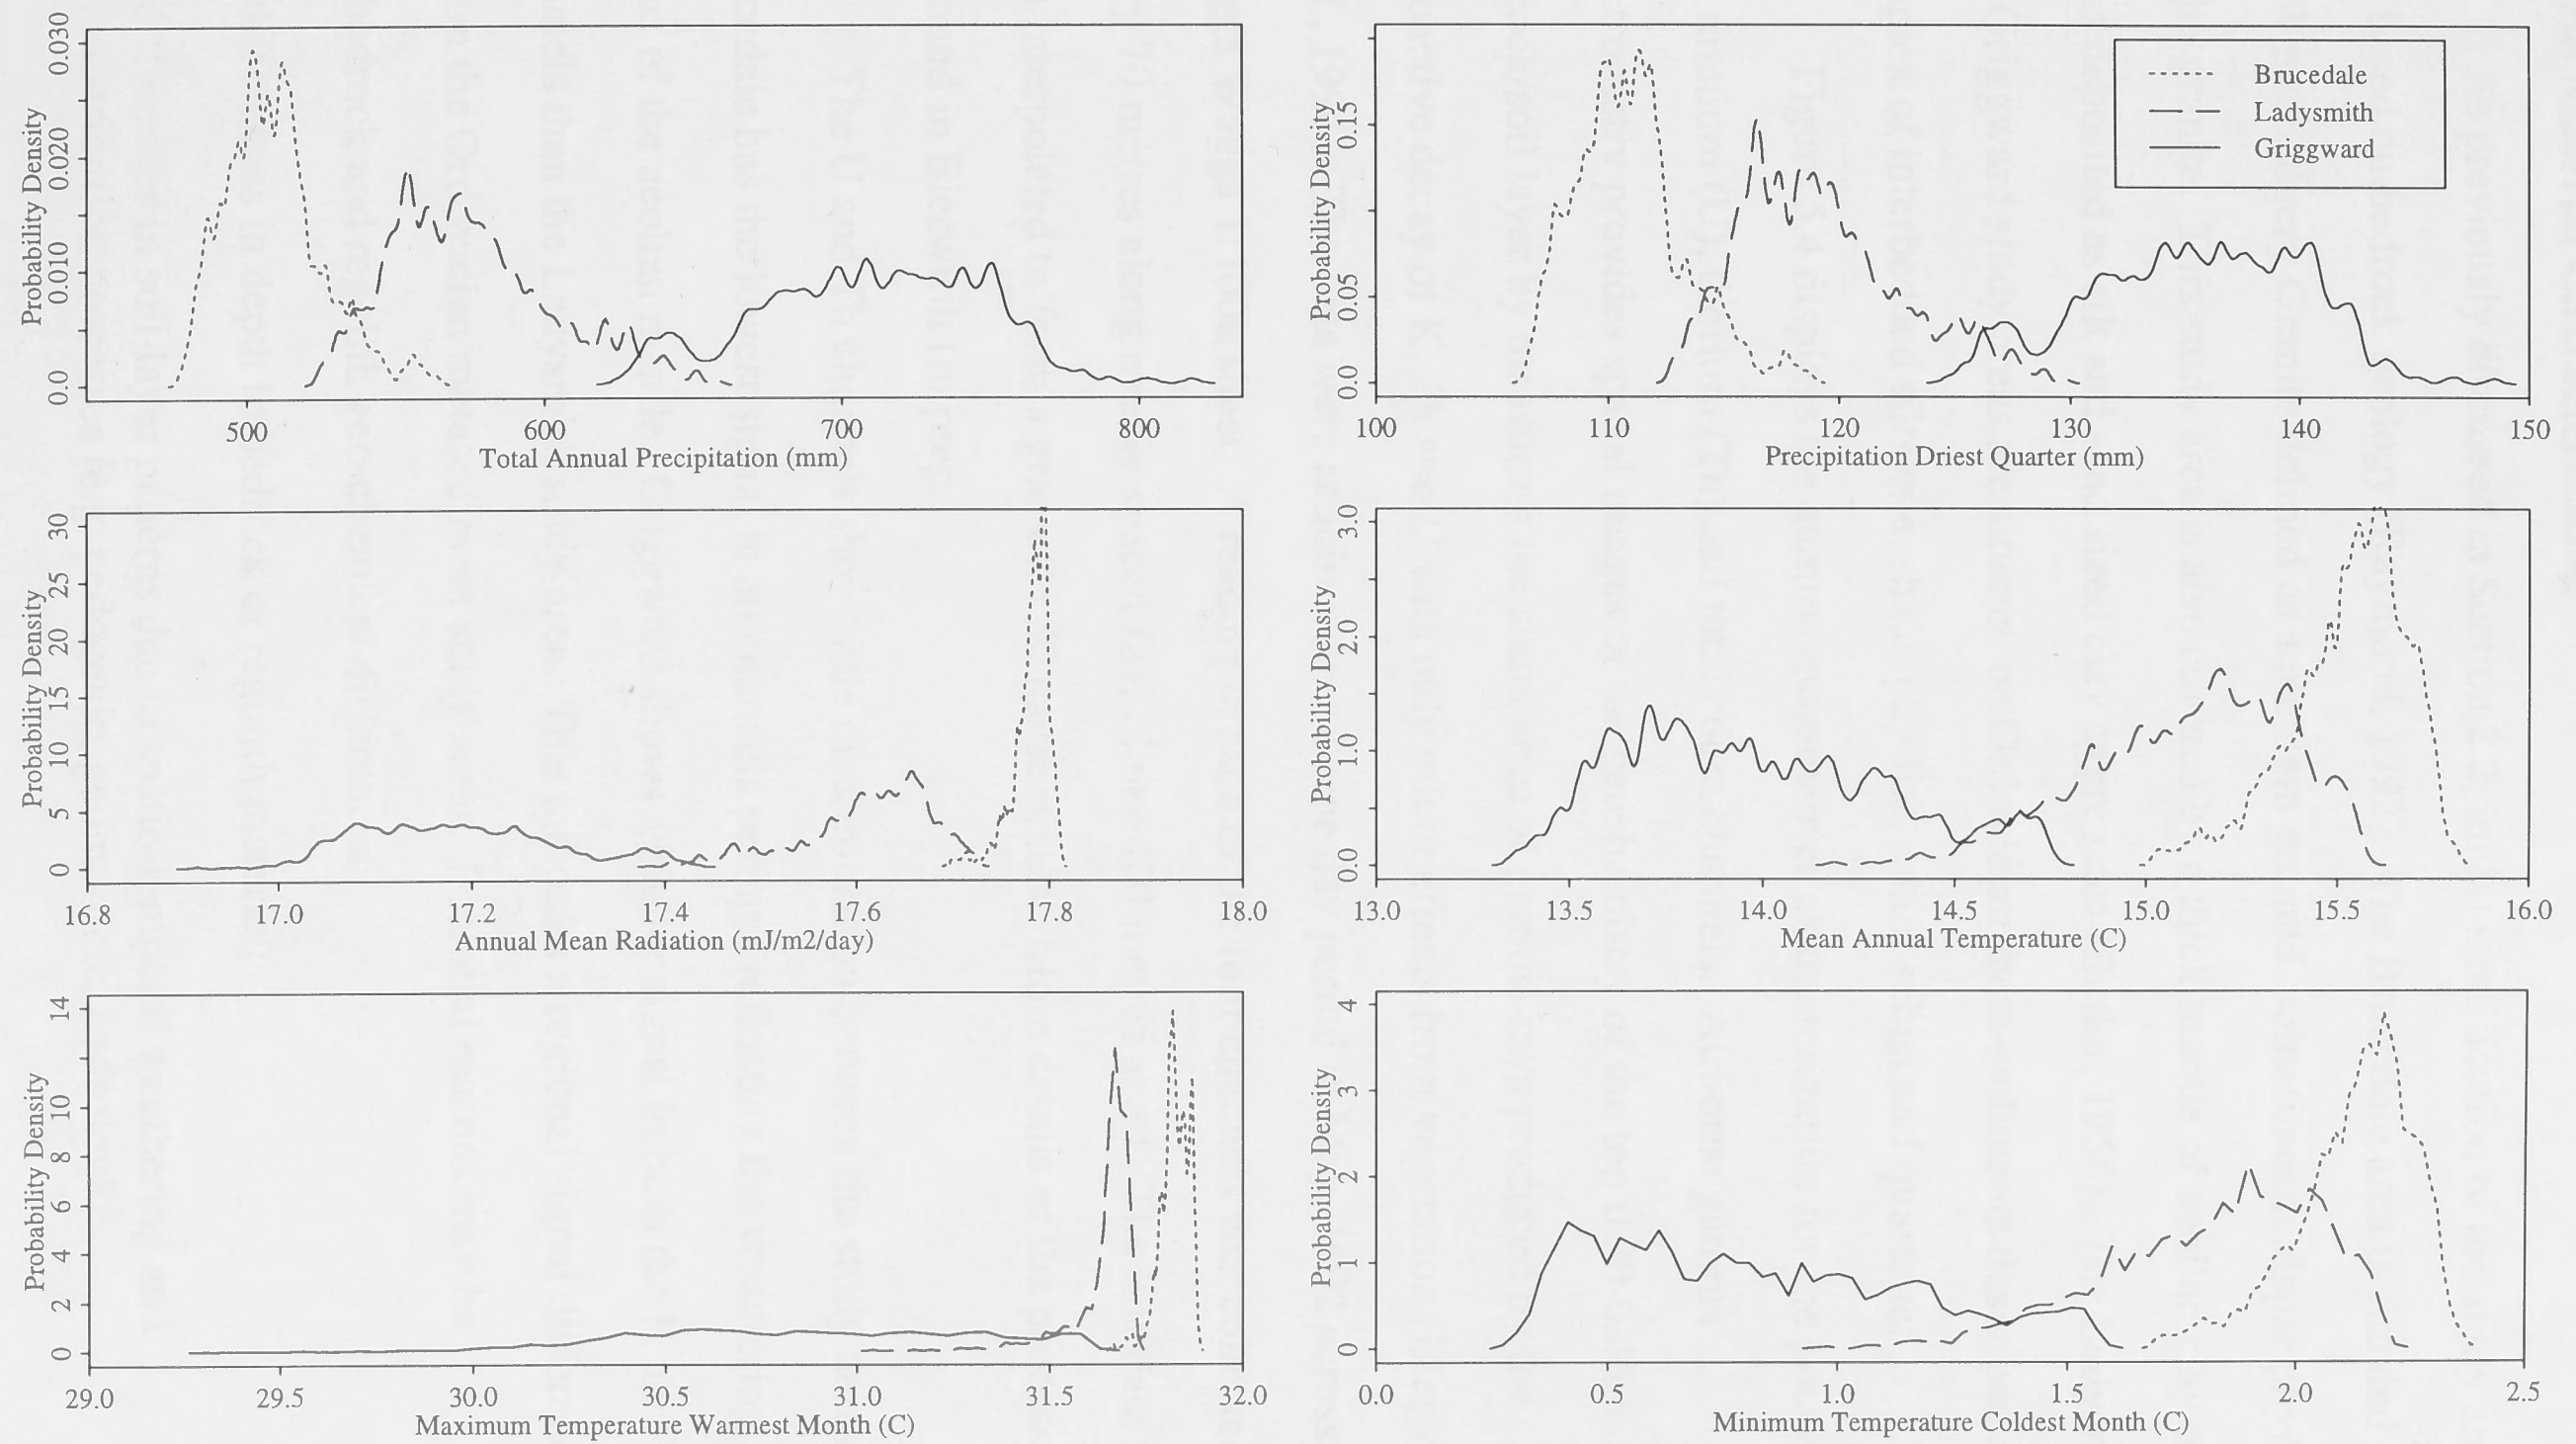 Probability Density
0.0 0.010 0.020 0.030
500 600 700 800
Total Annual Precipitation (mm)
Probability Density
0.0 0.05 0.15
100 110 120 130 140 150
Precipitation Driest Quarter (mm)
Brucedale
Ladysmith
Griggward
Probability Density
0 5 10 15 20 25 30
16.8 17.0 17.2 17.4 17.6 17.8 18.0
Annual Mean Radiation (mJ/m2/day)
Probability Density
0.0 1.0 2.0 3.0
13.0 13.5 14.0 14.5 15.0 15.5 16.0
Mean Annual Temperature (C)
Probability Density
0 2 4 6 8 10 14
29.0 29.5 30.0 30.5 31.0 31.5 32.0
Maximum Temperature Warmest Month (C)
Probability Density
0 1 2 3 4
0.0 0.5 1.0 1.5 2.0 2.5
Minimum Temperature Coldest Month (C)